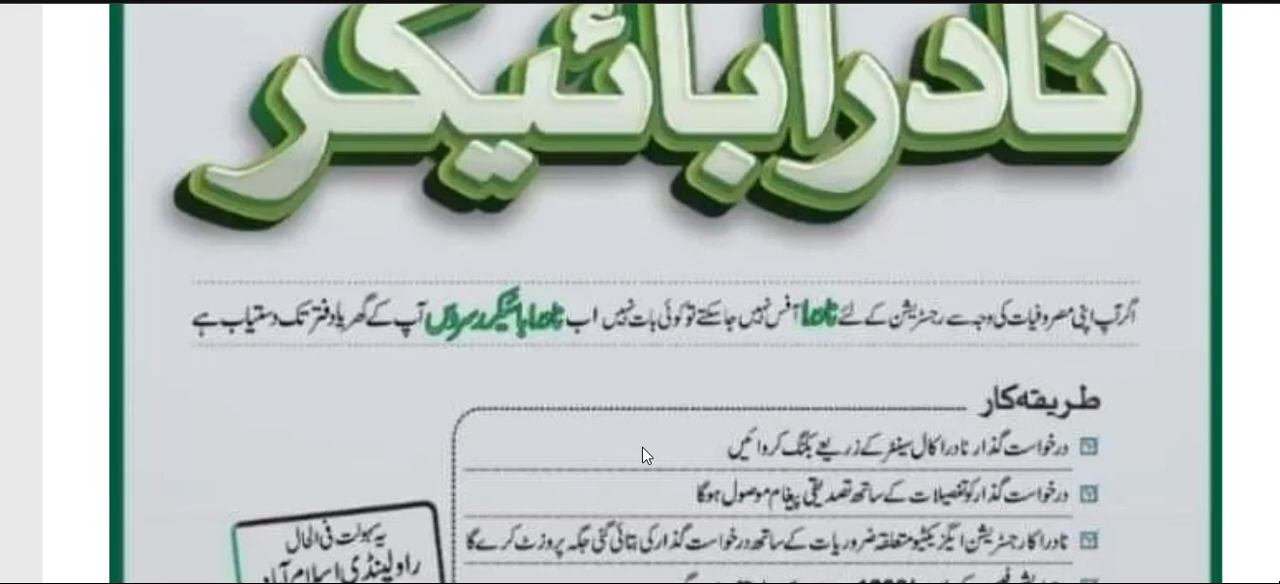 نادرا بائیکر
اگر آپ اپنی مصروفیات کی وجہ سے رجسٹریشن کے لئے نادرا آفس نہیں جا سکتے تو کوئی بات نہیں اب نادرا بائیکر سروس آپ کے گھر یا دفتر تک دستیاب ہے
طریقہ کار
درخواست گذار نادرا کال سینٹر کے زریعے بکنگ کروائیں
درخواست گذار کو تفصیلات کے ساتھ تصدیقی پیغام موصول ہوگا
نادرا کا رجسٹریشن ایگزیکٹیو متعلقہ ضروریات کے ساتھ درخواست گذار کی بتائی گئی جگہ پر وزٹ کرے گا
یہ سہولت فی الحال
راولپنڈی اسلام آباد